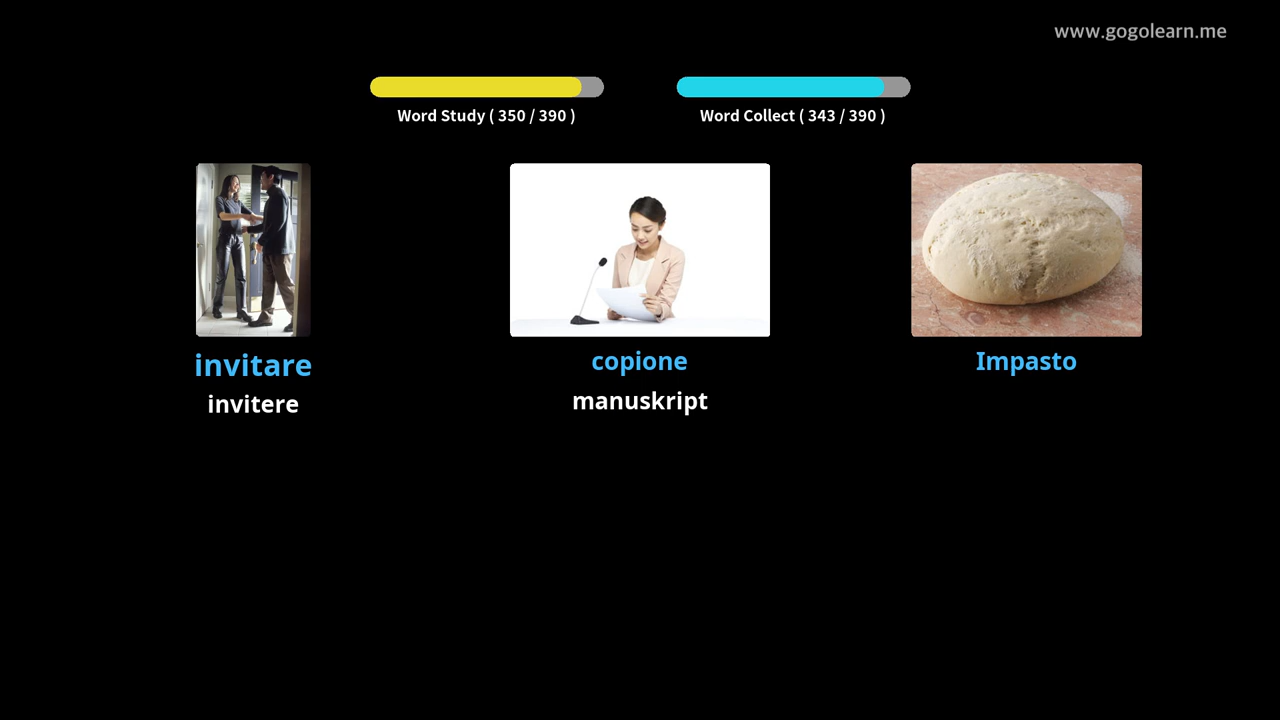 www.gogolearn.me
Word Study ( 350 / 390 )
Word Collect ( 343 / 390 )
invitare
invitere
copione
manuskript
Impasto